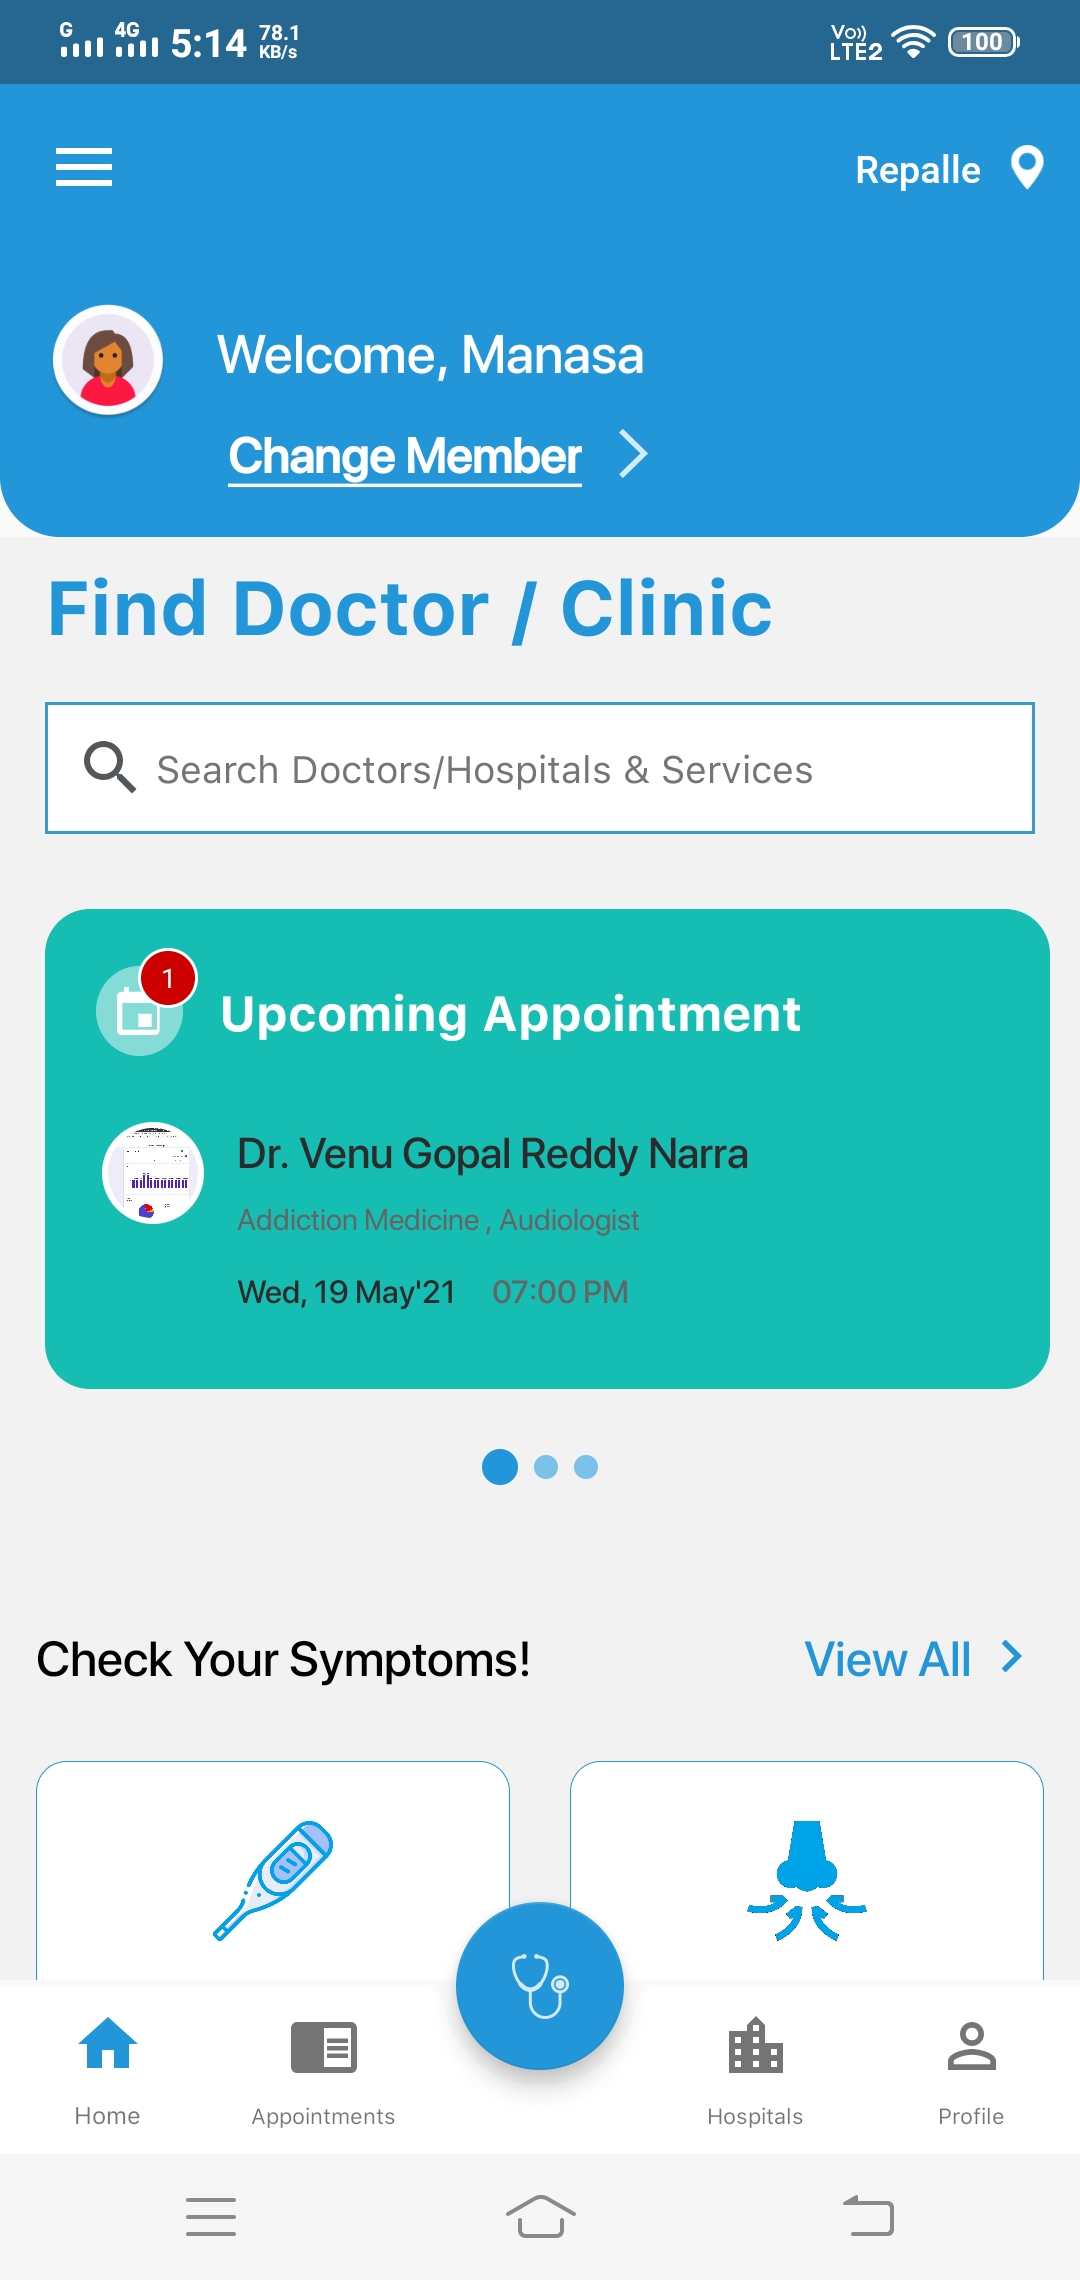 G 4G 5:14 78.1 KB/s Vo)) LTE2 100
Repalle
Welcome, Manasa
Change Member
Find Doctor / Clinic
Search Doctors/Hospitals & Services
1
Upcoming Appointment
Dr. Venu Gopal Reddy Narra
Addiction Medicine , Audiologist
Wed, 19 May'21 07:00 PM
Check Your Symptoms! View All
Home Appointments Hospitals Profile